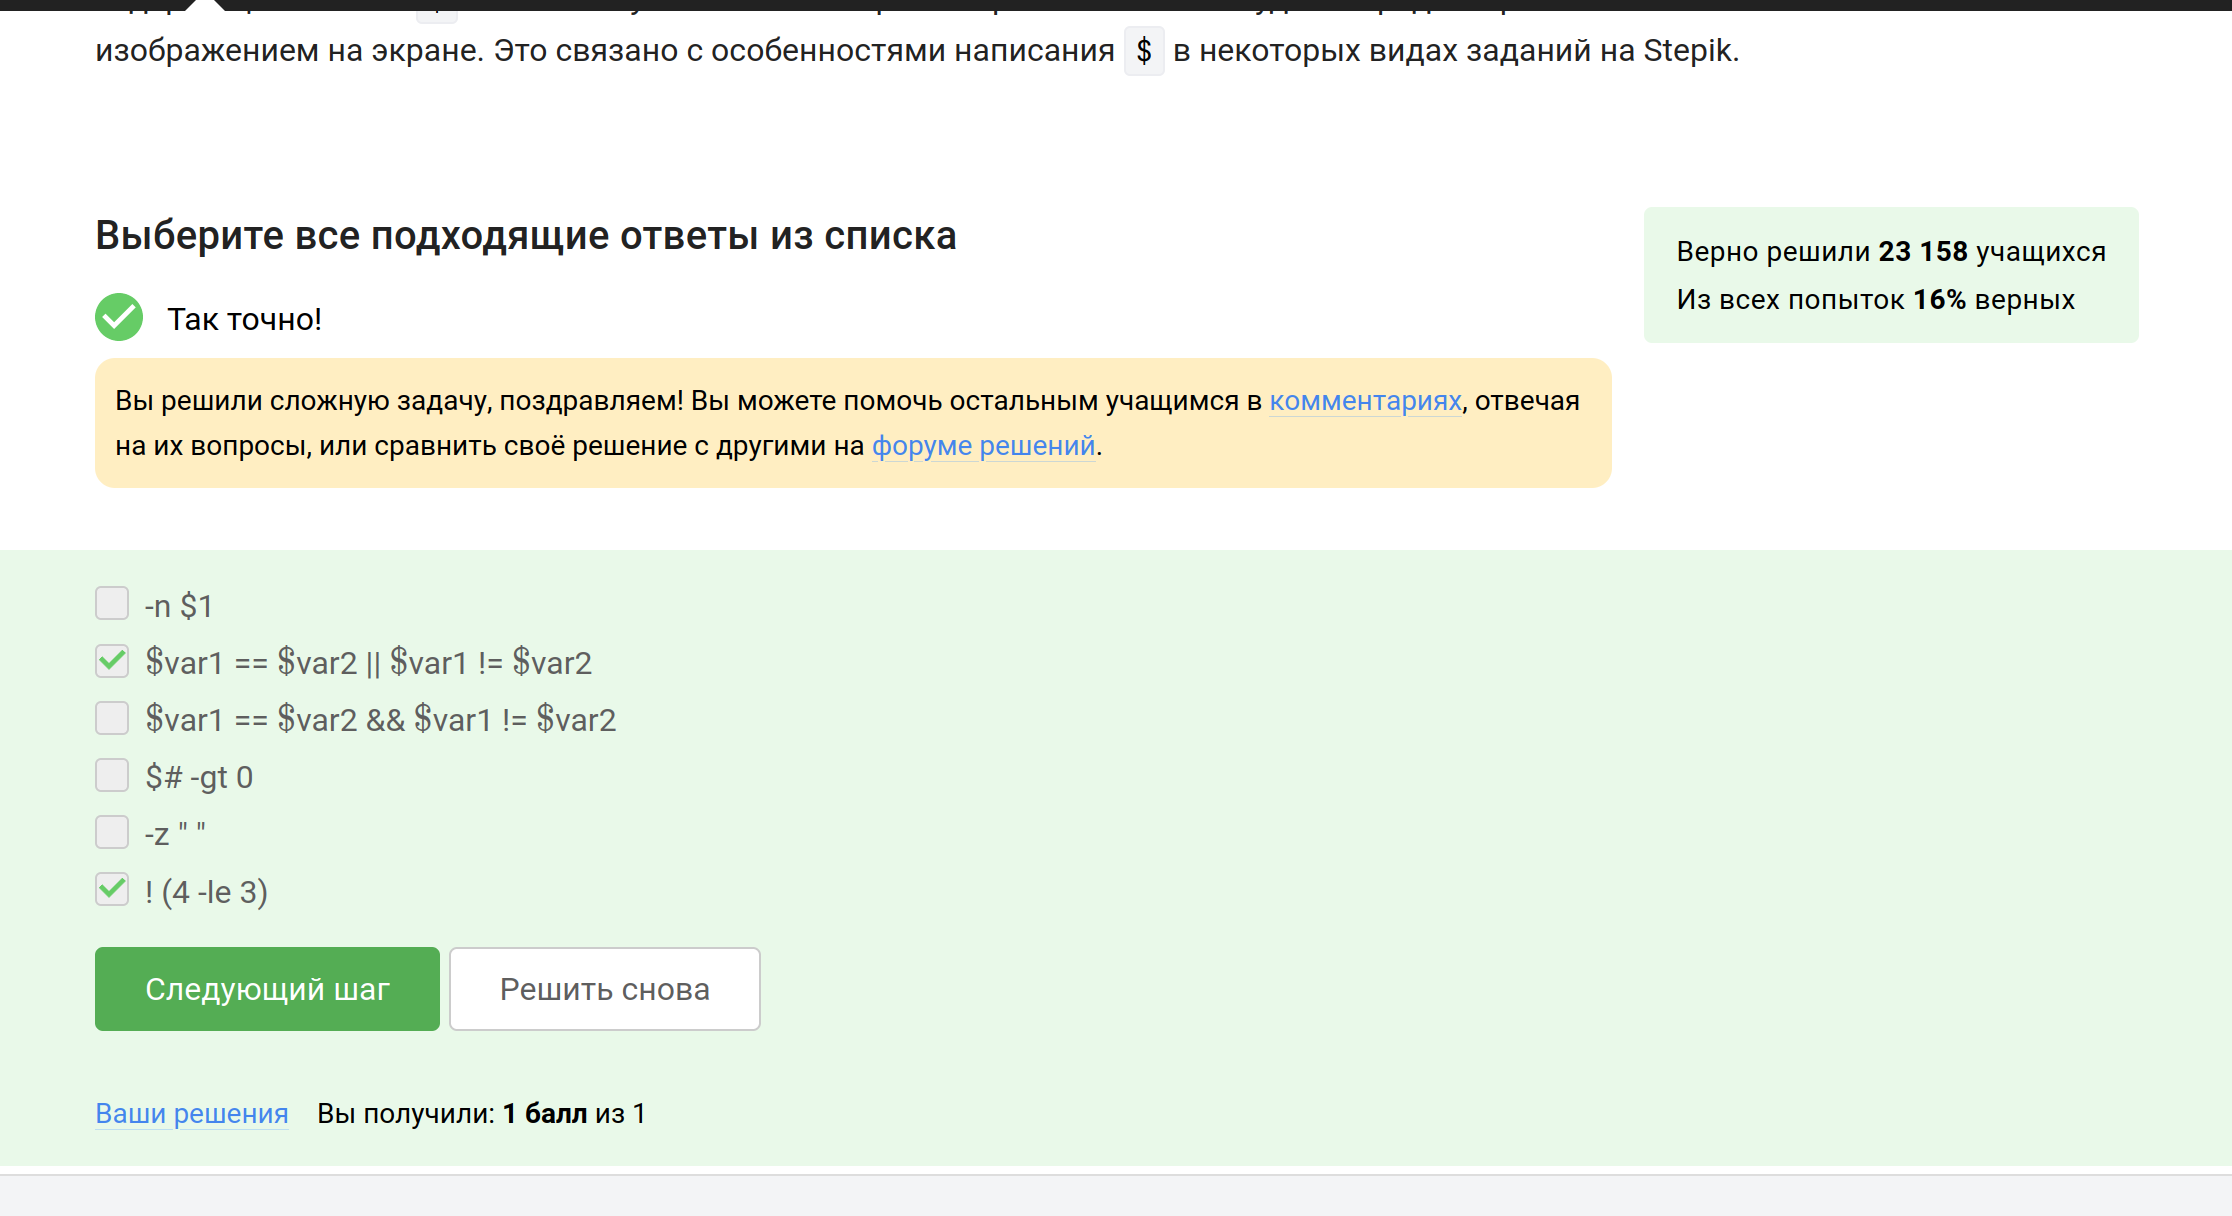 изображением на экране. Это связано с особенностями написания $ в некоторых видах заданий на Stepik.
Выберите все подходящие ответы из списка
Верно решили 23 158 учащихся
Из всех попыток 16% верных
Так точно!
Вы решили сложную задачу, поздравляем! Вы можете помочь остальным учащимся в комментариях, отвечая
на их вопросы, или сравнить своё решение с другими на форуме решений.
-n $1
$var1 == $var2 || $var1 != $var2
$var1 == $var2 && $var1 != $var2
$# -gt 0
-z " "
! (4 -le 3)
Следующий шаг
Решить снова
Ваши решения Вы получили: 1 балл из 1